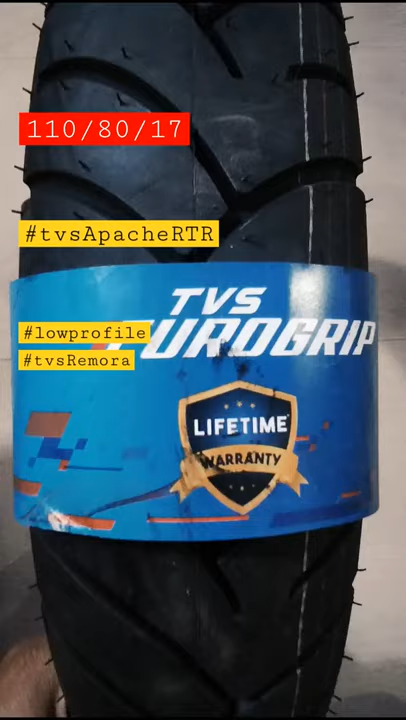 110/80/17
#tvsApacheRTR
TVS
#lowprofile
EUROGRIP
#tvsRemora
LIFETIME
WARRANTY